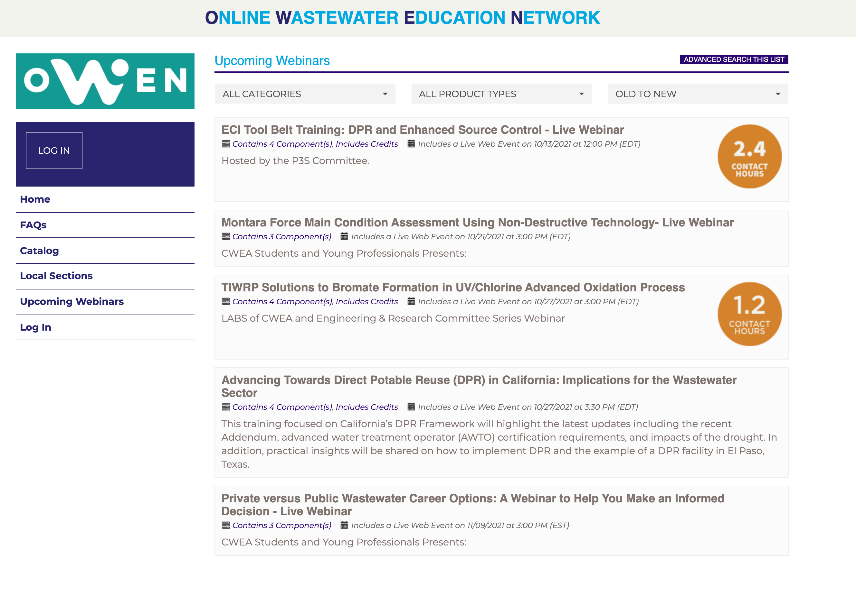 ONLINE WASTEWATER EDUCATION NETWORK
OWEN
LOG IN
Home
FAQs
Catalog
Local Sections
Upcoming Webinars
Log In
Upcoming Webinars
ADVANCED SEARCH THIS LIST
ALL CATEGORIES
ALL PRODUCT TYPES
OLD TO NEW
ECI Tool Belt Training: DPR and Enhanced Source Control - Live Webinar
Contains 4 Component(s), Includes Credits Includes a Live Web Event on 10/13/2021 at 12:00 PM (EDT)
Hosted by the P3S Committee.
2.4
CONTACT
HOURS
Montara Force Main Condition Assessment Using Non-Destructive Technology- Live Webinar
Contains 3 Component(s) Includes a Live Web Event on 10/21/2021 at 3:00 PM (EDT)
CWEA Students and Young Professionals Presents:
TIWRP Solutions to Bromate Formation in UV/Chlorine Advanced Oxidation Process
Contains 4 Component(s), Includes Credits Includes a Live Web Event on 10/27/2021 at 3:00 PM (EDT)
LABS of CWEA and Engineering & Research Committee Series Webinar
1.2
CONTACT
HOURS
Advancing Towards Direct Potable Reuse (DPR) in California: Implications for the Wastewater
Sector
Contains 4 Component(s), Includes Credits Includes a Live Web Event on 10/27/2021 at 3:30 PM (EDT)
This training focused on California's DPR Framework will highlight the latest updates including the recent
Addendum, advanced water treatment operator (AWTO) certification requirements, and impacts of the drought. In
addition, practical insights will be shared on how to implement DPR and the example of a DPR facility in El Paso,
Texas.
Private versus Public Wastewater Career Options: A Webinar to Help You Make an Informed
Decision - Live Webinar
Contains 3 Component(s) Includes a Live Web Event on 11/09/2021 at 3:00 PM (EST)
CWEA Students and Young Professionals Presents: